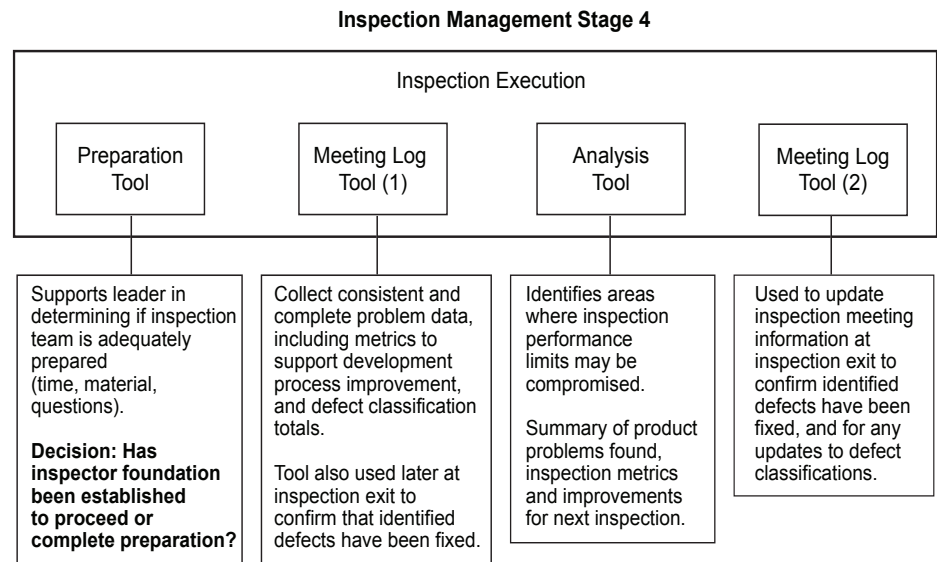 Inspection Management Stage 4
Inspection Execution
Preparation
Tool
Meeting Log
Tool (1)
Analysis
Tool
Meeting Log
Tool (2)
Supports leader in
determining if inspection
team is adequately
prepared
(time, material,
questions).
Decision: Has
inspector foundation
been established
to proceed or
complete preparation?
Collect consistent and
complete problem data,
including metrics to
support development
process improvement,
and defect classification
totals.
Tool also used later at
inspection exit to
confirm that identified
defects have been fixed.
Identifies areas
where inspection
performance
limits may be
compromised.
Summary of product
problems found,
inspection metrics
and improvements
for next inspection.
Used to update
inspection meeting
information at
inspection exit to
confirm identified
defects have been
fixed, and for any
updates to defect
classifications.